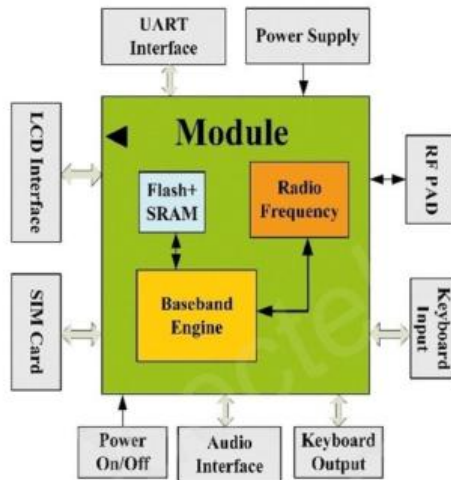 UART
Interface
Power Supply
LCD Interface
Module
RF PAD
Flash+
SRAM
Radio
Frequency
SIM Card
Baseband
Engine
Keyboard
Input
Power
On/Off
Audio
Interface
Keyboard
Output